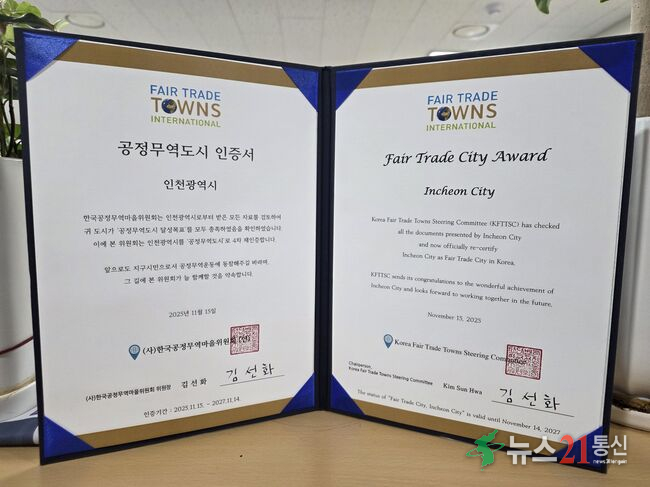 FAIR TRADE
TOWNS
INTERNATIONAL
공정무역도시 인증서
인천광역시
한국공정무역마을위원회는 인천광역시로부터 받은 모든 자료를 검토하여
귀 도시가 '공정무역도시 달성목표'를 모두 충족하였음을 확인하였습니다.
이에 본 위원회는 인천광역시를 '공정무역도시'로 4차 재인증합니다.
앞으로도 지구시민으로서 공정무역운동에 동참해주길 바라며,
그 길에 본 위원회가 늘 함께할 것을 약속합니다.
2025년 11월 15일
(사)한국공정무역마을위원회
(사)한국공정무역마을위원회 위원장 김 선 화 김선화
인증기간 : 2025.11.15. - 2027.11.14.
FAIR TRADE
TOWNS
INTERNATIONAL
Fair Trade City Award
Incheon City
Korea Fair Trade Towns Steering Committee (KFTTSC) has checked
all the documents presented by Incheon City
and now officially re-certify
Incheon City as Fair Trade City in Korea.
KFTTSC sends its congratulations to the wonderful achievement of
Incheon City and looks forward to working together in the future.
November 15, 2025
Korea Fair Trade Towns Steering Committee
Chairperson,
Korea Fair Trade Towns Steering Committee Kim Sun Hwa 김선화
The status of "Fair Trade City, Incheon City" is valid until November 14, 2027
뉴스21통신